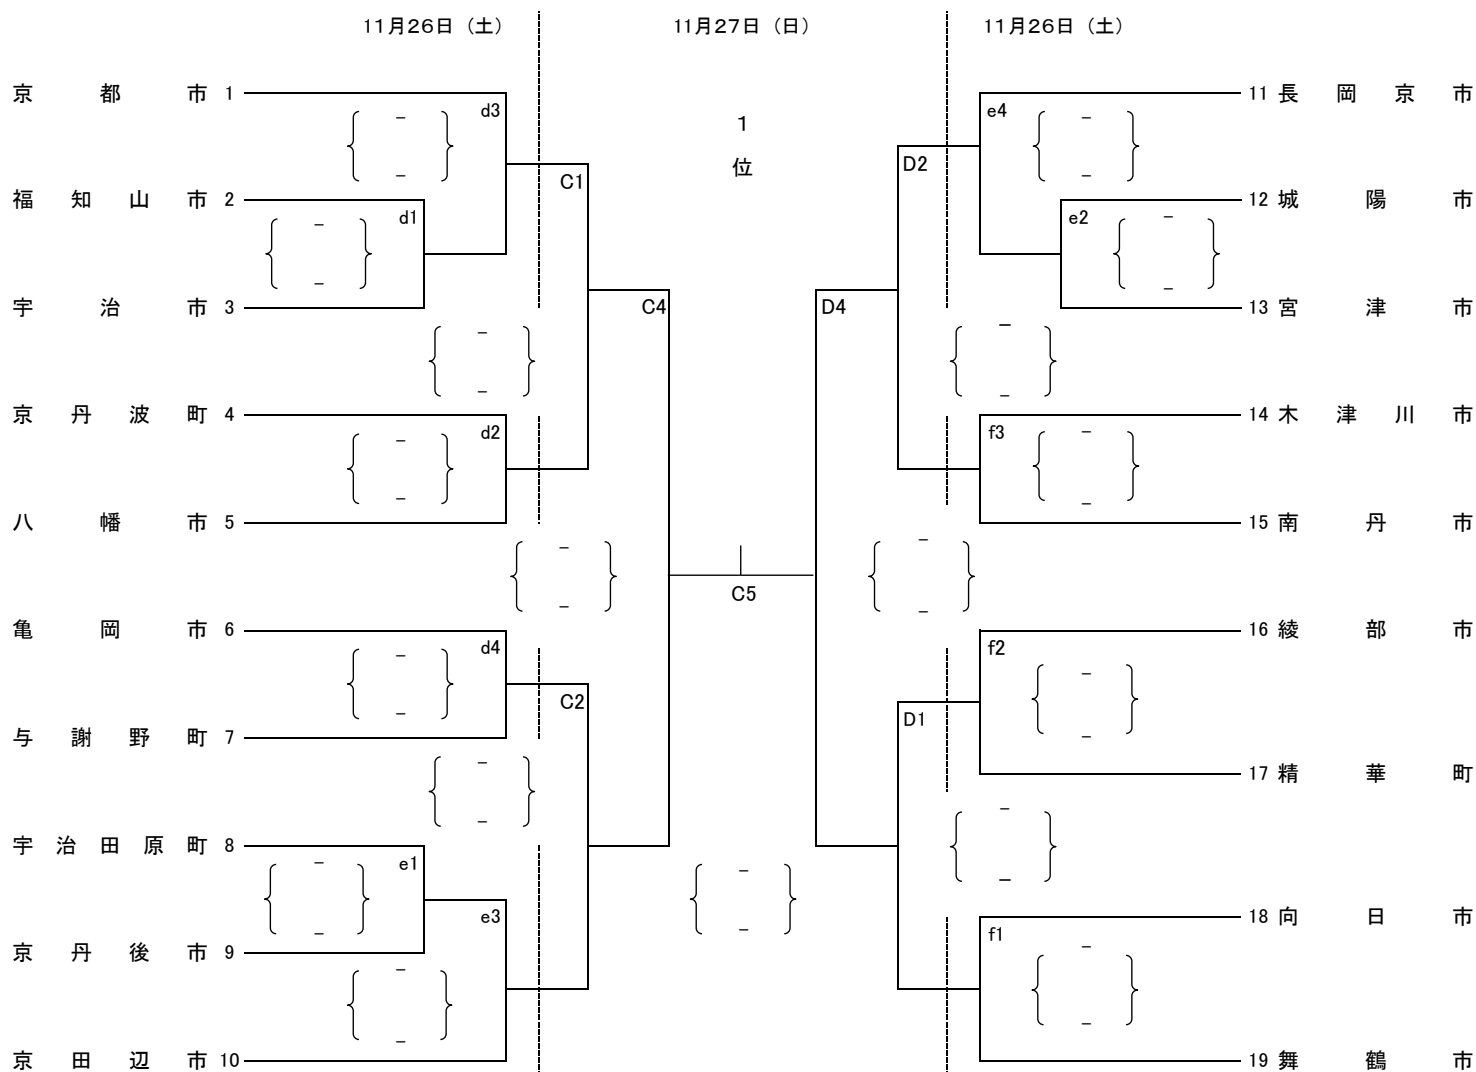 11月26日（土） 11月27日（日） 11月26日（土）
京都市 1 11 長岡京市
d3 e4
1
位
D2
C1
福知山市 2 12 城陽市
d1 e2
宇治市 3 13 宮津市
C4 D4
京丹波町 4 14 木津川市
d2 f3
八幡市 5 15 南丹市
C5
亀岡市 6 16 綾部市
d4 f2
C2 D1
与謝野町 7
17 精華町
宇治田原町 8
e1
e3 18 向日市
f1
京丹後市 9
京田辺市 10 19 舞鶴市